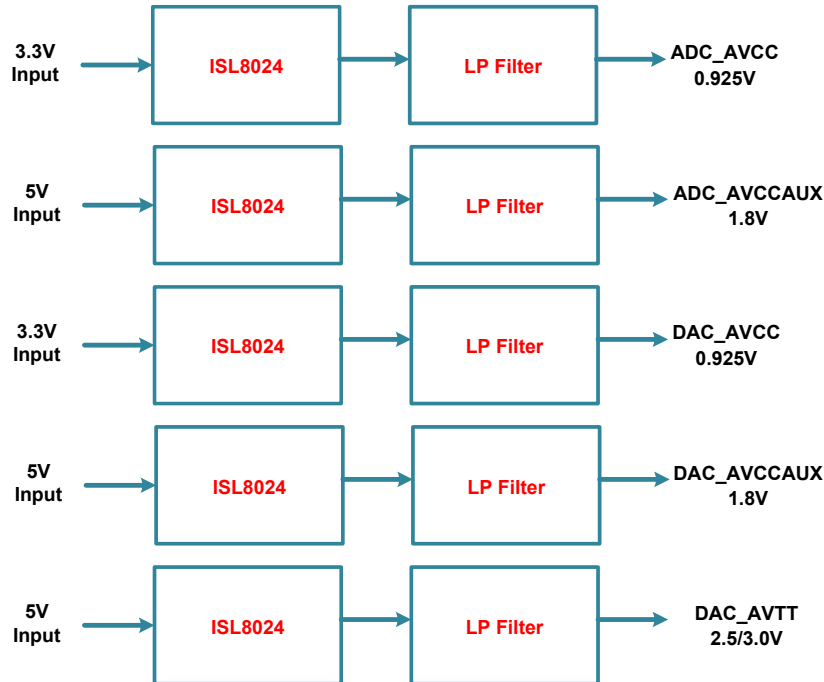 3.3V
Input
ISL8024
LP Filter
ADC_AVCC
0.925V
5V
Input
ISL8024
LP Filter
ADC_AVCCAUX
1.8V
3.3V
Input
ISL8024
LP Filter
DAC_AVCC
0.925V
5V
Input
ISL8024
LP Filter
DAC_AVCCAUX
1.8V
5V
Input
ISL8024
LP Filter
DAC_AVTT
2.5/3.0V